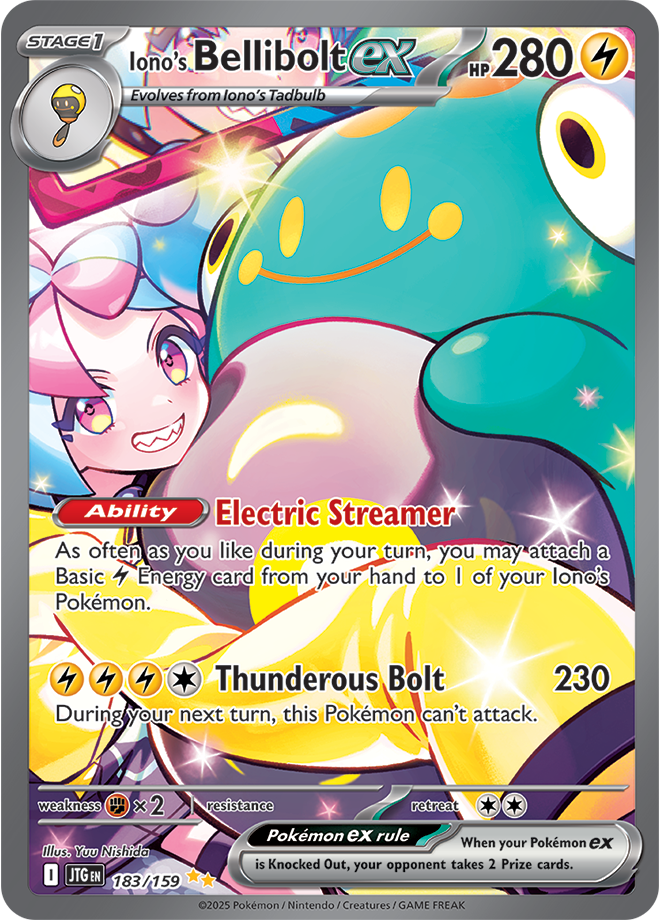 STAGE 1
Iono's Bellibolt ex
HP 280
Evolves from Iono's Tadbulb
Ability Electric Streamer
As often as you like during your turn, you may attach a
Basic Energy card from your hand to 1 of your Iono's
Pokémon.
Thunderous Bolt 230
During your next turn, this Pokémon can't attack.
weakness ×2 resistance retreat
Illus. Yuu Nishida
Pokémon ex rule
When your Pokémon ex
is Knocked Out, your opponent takes 2 Prize cards.
I JTG EN 183/159
©2025 Pokémon / Nintendo / Creatures / GAME FREAK